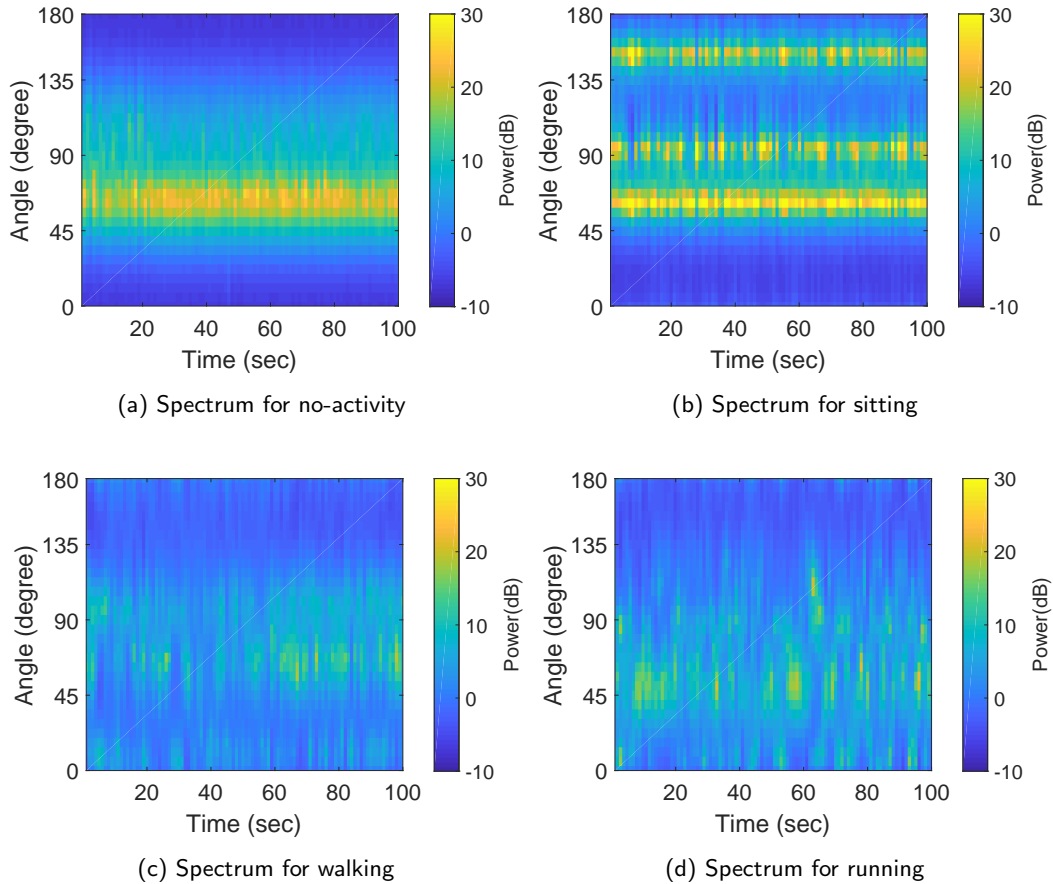 180
135
90
45
0
Angle (degree)
20 40 60 80 100
Time (sec)
30
20
10
0
-10
Power(dB)
(a) Spectrum for no-activity
180
135
90
45
0
Angle (degree)
20 40 60 80 100
Time (sec)
30
20
10
0
-10
Power(dB)
(b) Spectrum for sitting
180
135
90
45
0
Angle (degree)
20 40 60 80 100
Time (sec)
30
20
10
0
-10
Power(dB)
(c) Spectrum for walking
180
135
90
45
0
Angle (degree)
20 40 60 80 100
Time (sec)
30
20
10
0
-10
Power(dB)
(d) Spectrum for running